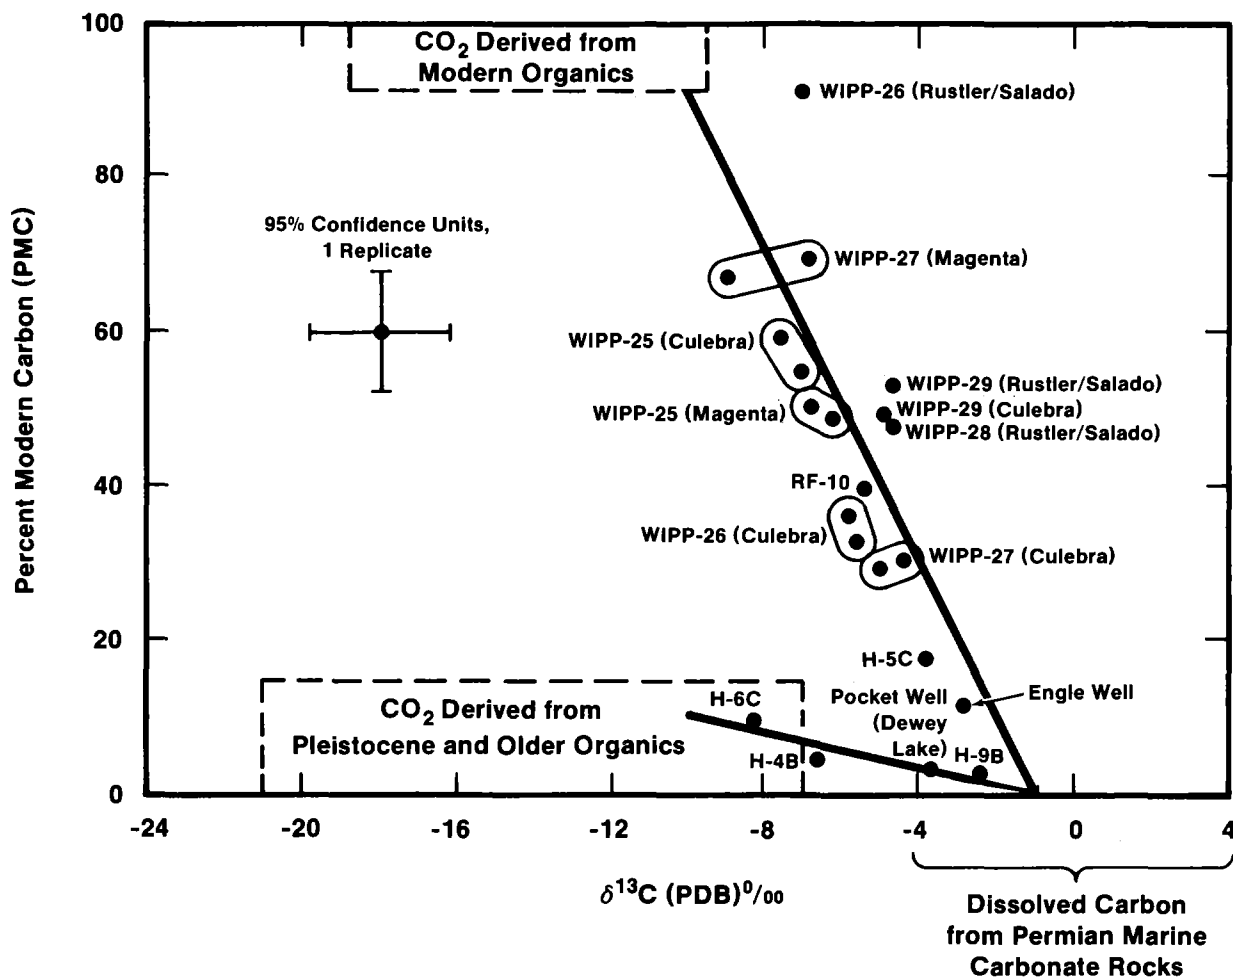 100
80
60
40
20
0
Percent Modern Carbon (PMC)
CO2 Derived from
Modern Organics
WIPP-26 (Rustler/Salado)
95% Confidence Units,
1 Replicate
WIPP-27 (Magenta)
WIPP-25 (Culebra)
WIPP-29 (Rustler/Salado)
WIPP-29 (Culebra)
WIPP-25 (Magenta)
WIPP-28 (Rustler/Salado)
RF-10
WIPP-26 (Culebra)
WIPP-27 (Culebra)
H-5C
CO2 Derived from
Pleistocene and Older Organics
H-6C
H-4B
Pocket Well
(Dewey
Lake)
Engle Well
H-9B
-24
-20
-16
-12
-8
-4
0
4
δ13C (PDB)0/00
Dissolved Carbon
from Permian Marine
Carbonate Rocks